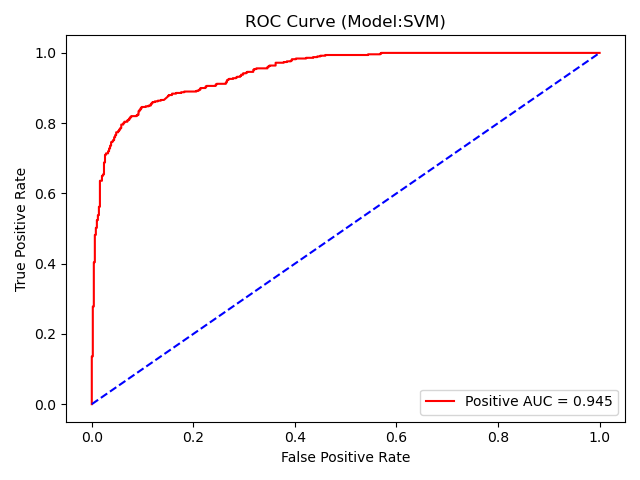 ROC Curve (Model:SVM)
True Positive Rate
1.0
0.8
0.6
0.4
0.2
0.0
Positive AUC = 0.945
0.0 0.2 0.4 0.6 0.8 1.0
False Positive Rate